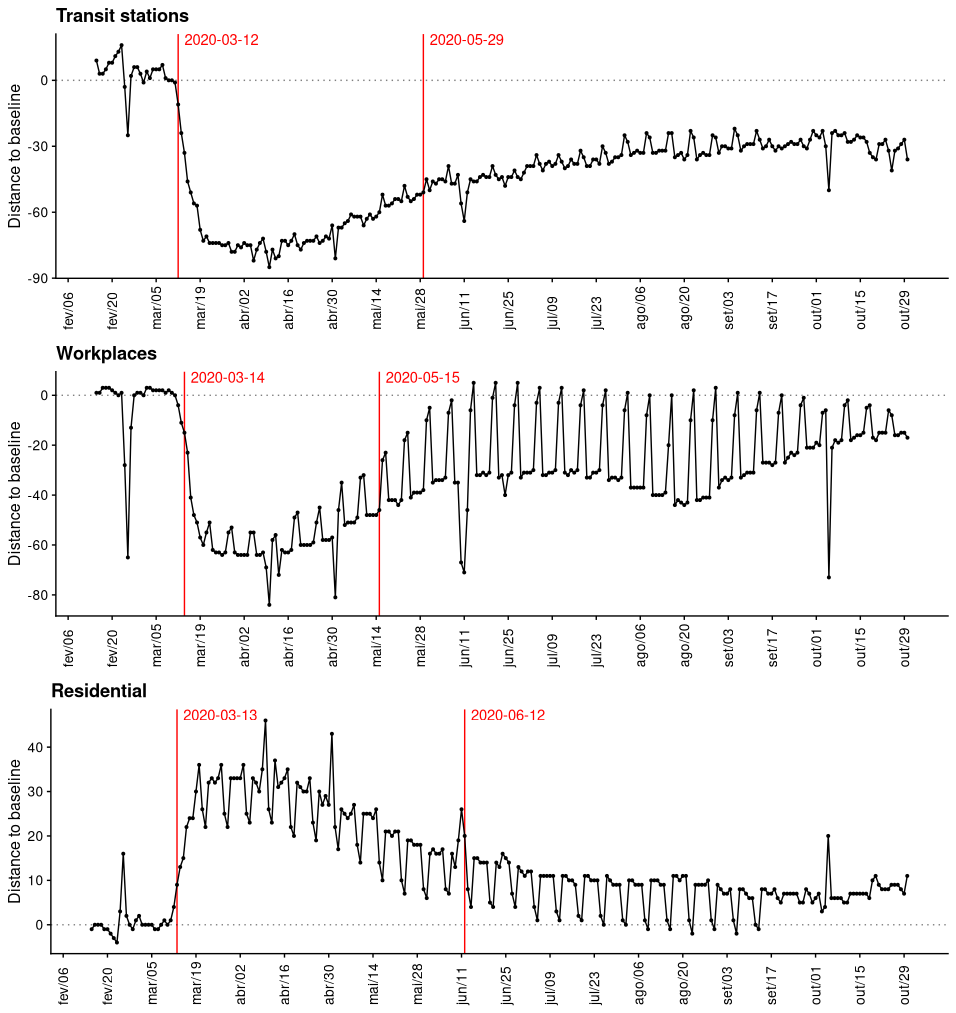 Transit stations
2020-03-12 2020-05-29
Distance to baseline
0
-30
-60
-90
fev/06 fev/20 mar/05 mar/19 abr/02 abr/16 abr/30 mai/14 mai/28 jun/11 jun/25 jul/09 jul/23 ago/06 ago/20 set/03 set/17 out/01 out/15 out/29
Workplaces
2020-03-14 2020-05-15
Distance to baseline
0
-20
-40
-60
-80
fev/06 fev/20 mar/05 mar/19 abr/02 abr/16 abr/30 mai/14 mai/28 jun/11 jun/25 jul/09 jul/23 ago/06 ago/20 set/03 set/17 out/01 out/15 out/29
Residential
2020-03-13 2020-06-12
Distance to baseline
40
30
20
10
0
fev/06 fev/20 mar/05 mar/19 abr/02 abr/16 abr/30 mai/14 mai/28 jun/11 jun/25 jul/09 jul/23 ago/06 ago/20 set/03 set/17 out/01 out/15 out/29